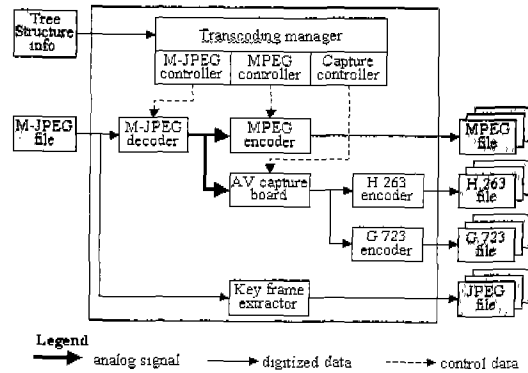 Tree
Structure
info
Transcoding manager
M-JPEG
controller
MPEG
controller
Capture
controller
M-JPEG
file
M-JPEG
decoder
MPEG
encoder
MPEG
file
AV capture
board
H 263
encoder
H 263
file
G 723
encoder
G 723
file
Key frame
extractor
JPEG
file
Legend
analog signal
digitized data
control data